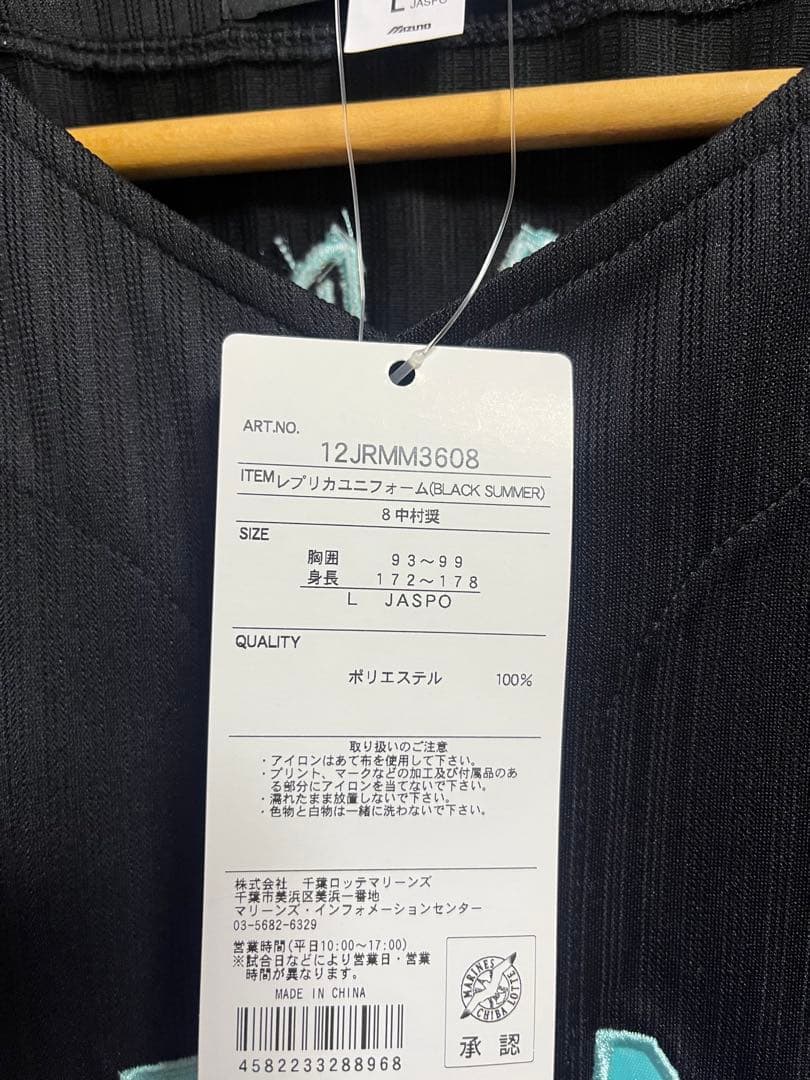 L JASPO
MIZUNO
ART.NO.
12JRMM3608
ITEM レプリカユニフォーム(BLACK SUMMER)
8 中村奨
SIZE
胸囲 93～99
身長 172～178
L JASPO
QUALITY
ポリエステル 100%
取り扱いのご注意
・アイロンはあて布を使用して下さい。
・プリント、マークなどの加工及び付属品のあ
る部分にアイロンを当てないで下さい。
・濡れたまま放置しないで下さい。
・色物と白物は一緒に洗わないで下さい。
株式会社 千葉ロッテマリーンズ
千葉市美浜区美浜一番地
マリーンズ・インフォメーションセンター
03-5682-6329
営業時間(平日10:00～17:00)
※試合日などにより営業日・営業
時間が異なります。
MADE IN CHINA
4582233288968
MARINES
CHIBA LOTTE
承認